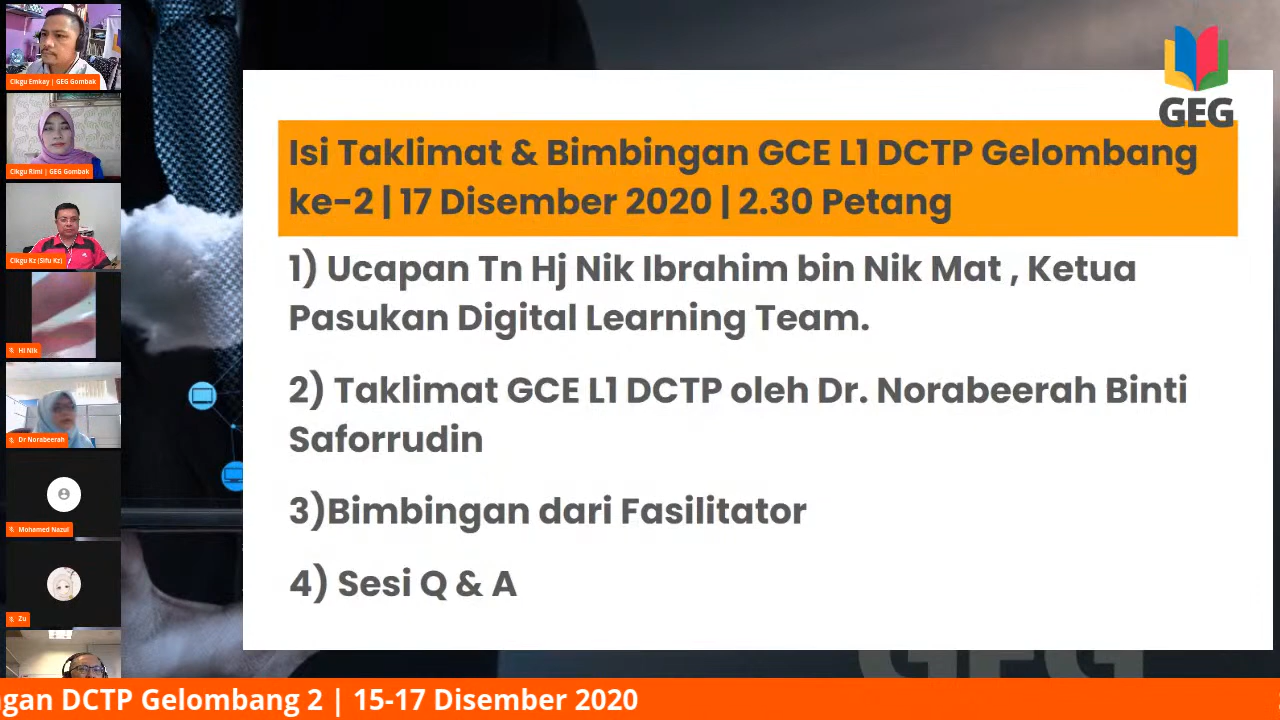 Cikgu Emkay | GEG Gombak
Cikgu Rimi | GEG Gombak
Cikgu Kz (Sifu Kz)
Hi Nik
Dr Norabeerah
Mohamed Nazul
Zu
GEG
Isi Taklimat & Bimbingan GCE L1 DCTP Gelombang
ke-2 | 17 Disember 2020 | 2.30 Petang
1) Ucapan Tn Hj Nik Ibrahim bin Nik Mat , Ketua
Pasukan Digital Learning Team.
2) Taklimat GCE L1 DCTP oleh Dr. Norabeerah Binti
Saforrudin
3)Bimbingan dari Fasilitator
4) Sesi Q & A
GEG
ngan DCTP Gelombang 2 | 15-17 Disember 2020